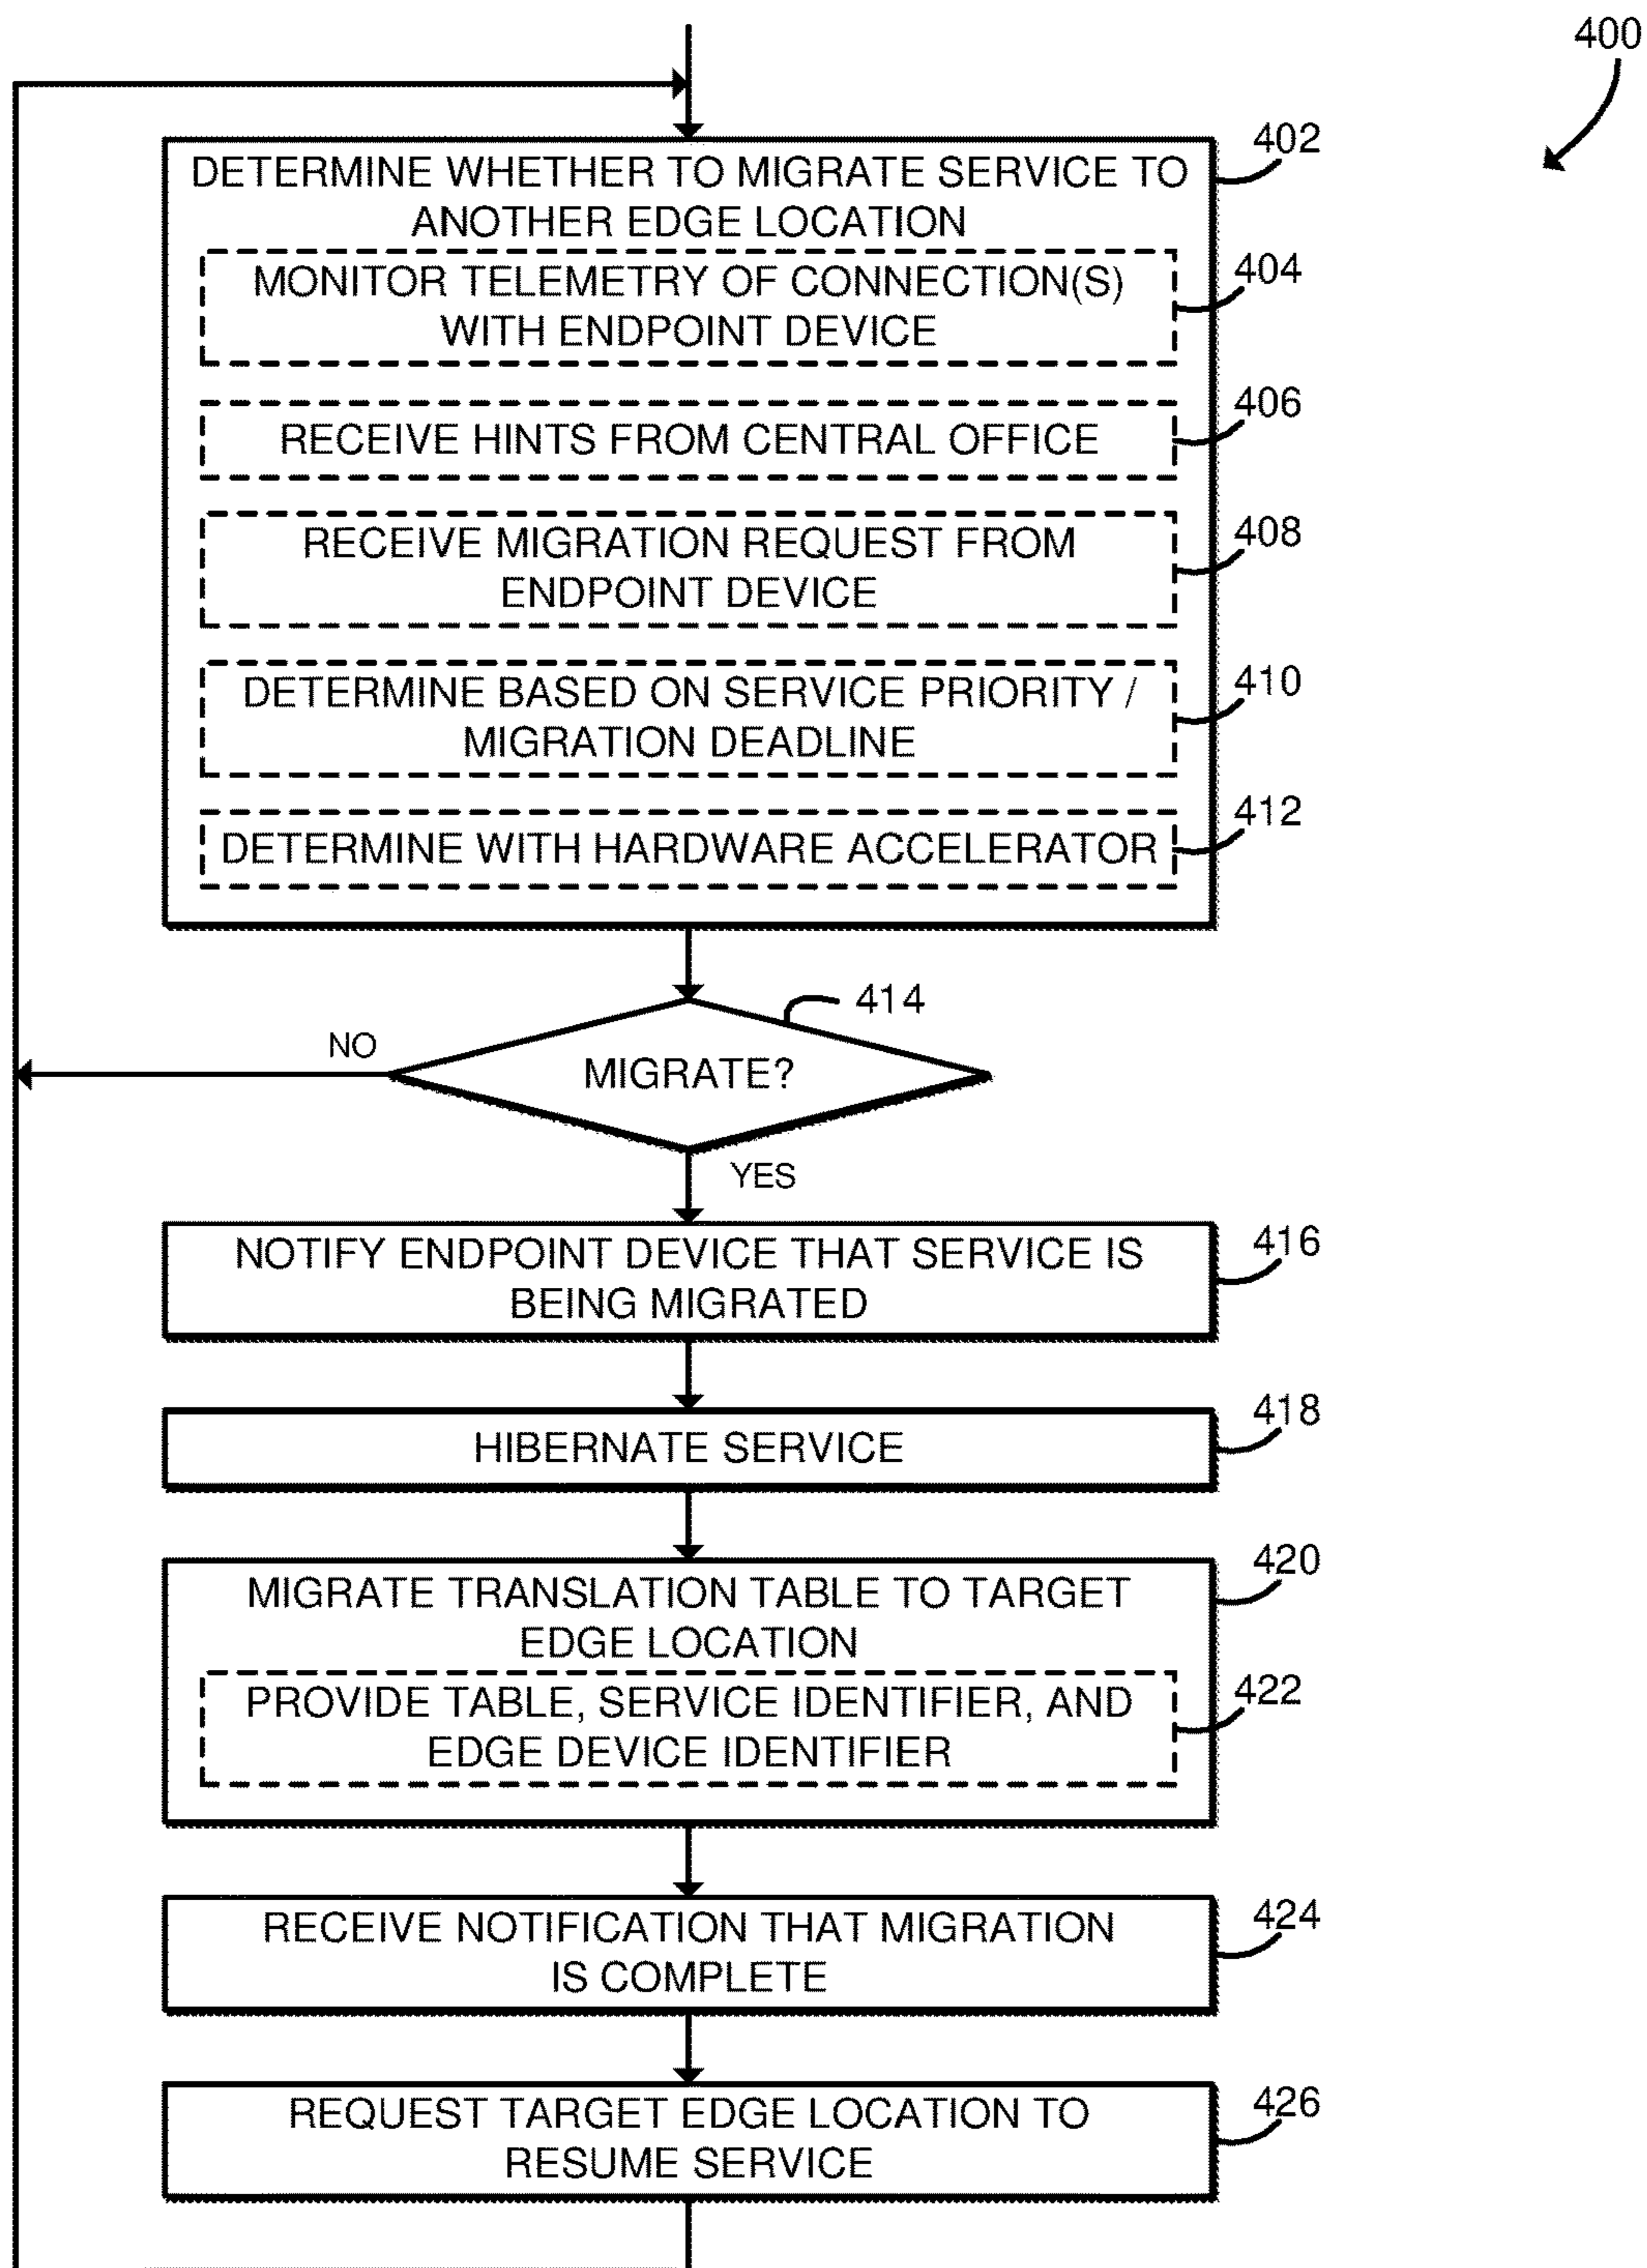 400
402
DETERMINE WHETHER TO MIGRATE SERVICE TO
ANOTHER EDGE LOCATION
404
MONITOR TELEMETRY OF CONNECTION(S)
WITH ENDPOINT DEVICE
406
RECEIVE HINTS FROM CENTRAL OFFICE
408
RECEIVE MIGRATION REQUEST FROM
ENDPOINT DEVICE
410
DETERMINE BASED ON SERVICE PRIORITY /
MIGRATION DEADLINE
412
DETERMINE WITH HARDWARE ACCELERATOR
414
NO
MIGRATE?
YES
416
NOTIFY ENDPOINT DEVICE THAT SERVICE IS
BEING MIGRATED
418
HIBERNATE SERVICE
420
MIGRATE TRANSLATION TABLE TO TARGET
EDGE LOCATION
422
PROVIDE TABLE, SERVICE IDENTIFIER, AND
EDGE DEVICE IDENTIFIER
424
RECEIVE NOTIFICATION THAT MIGRATION
IS COMPLETE
426
REQUEST TARGET EDGE LOCATION TO
RESUME SERVICE